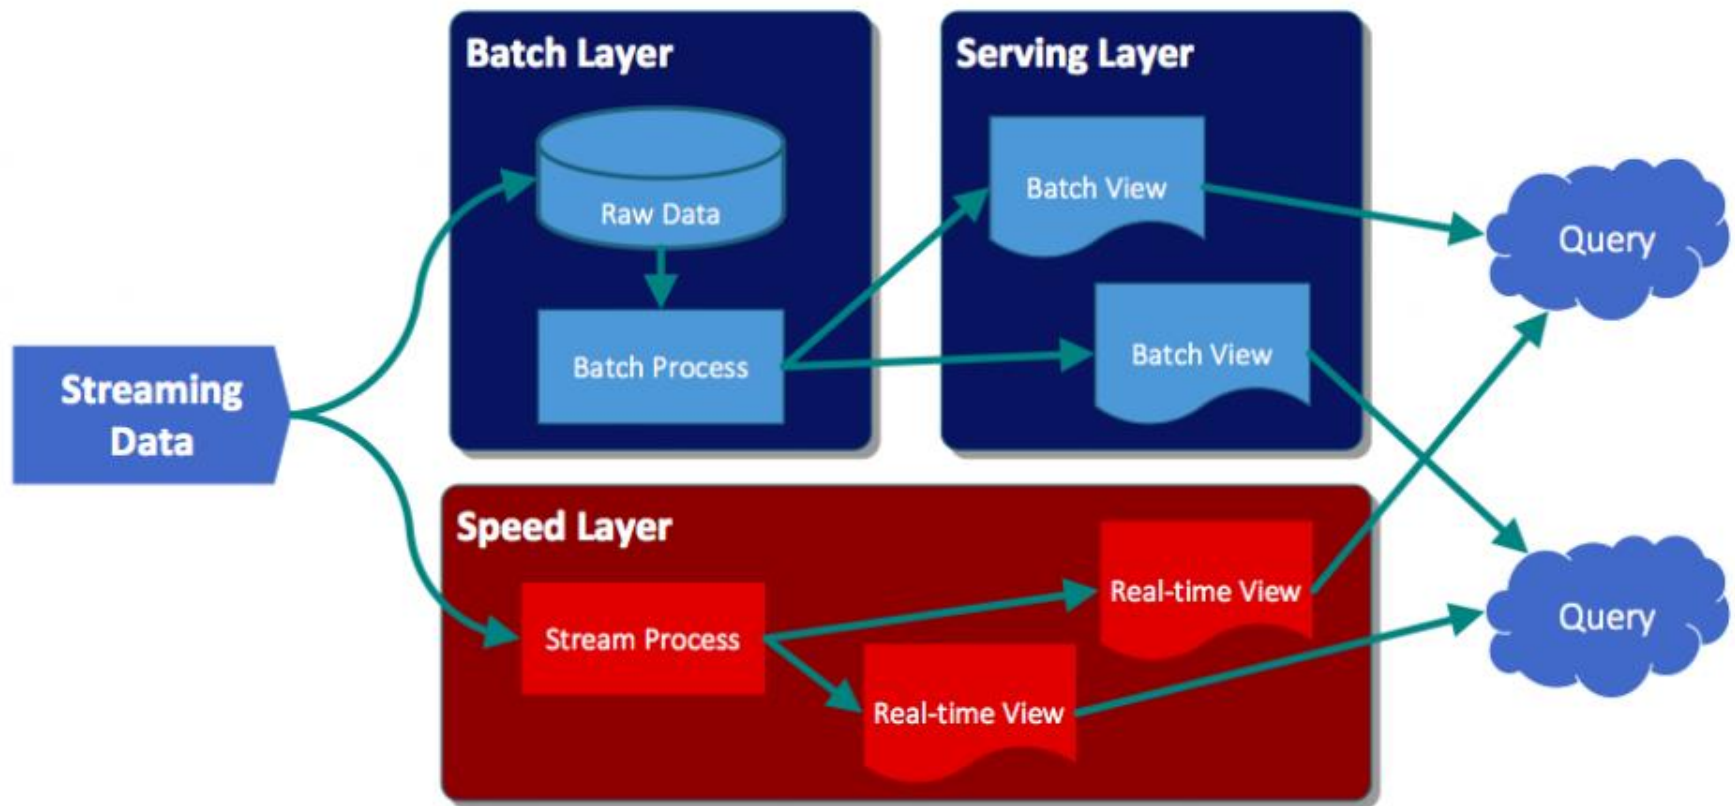 Batch Layer
Serving Layer
Raw Data
Batch View
Query
Batch Process
Batch View
Streaming
Data
Speed Layer
Stream Process
Real-time View
Real-time View
Query